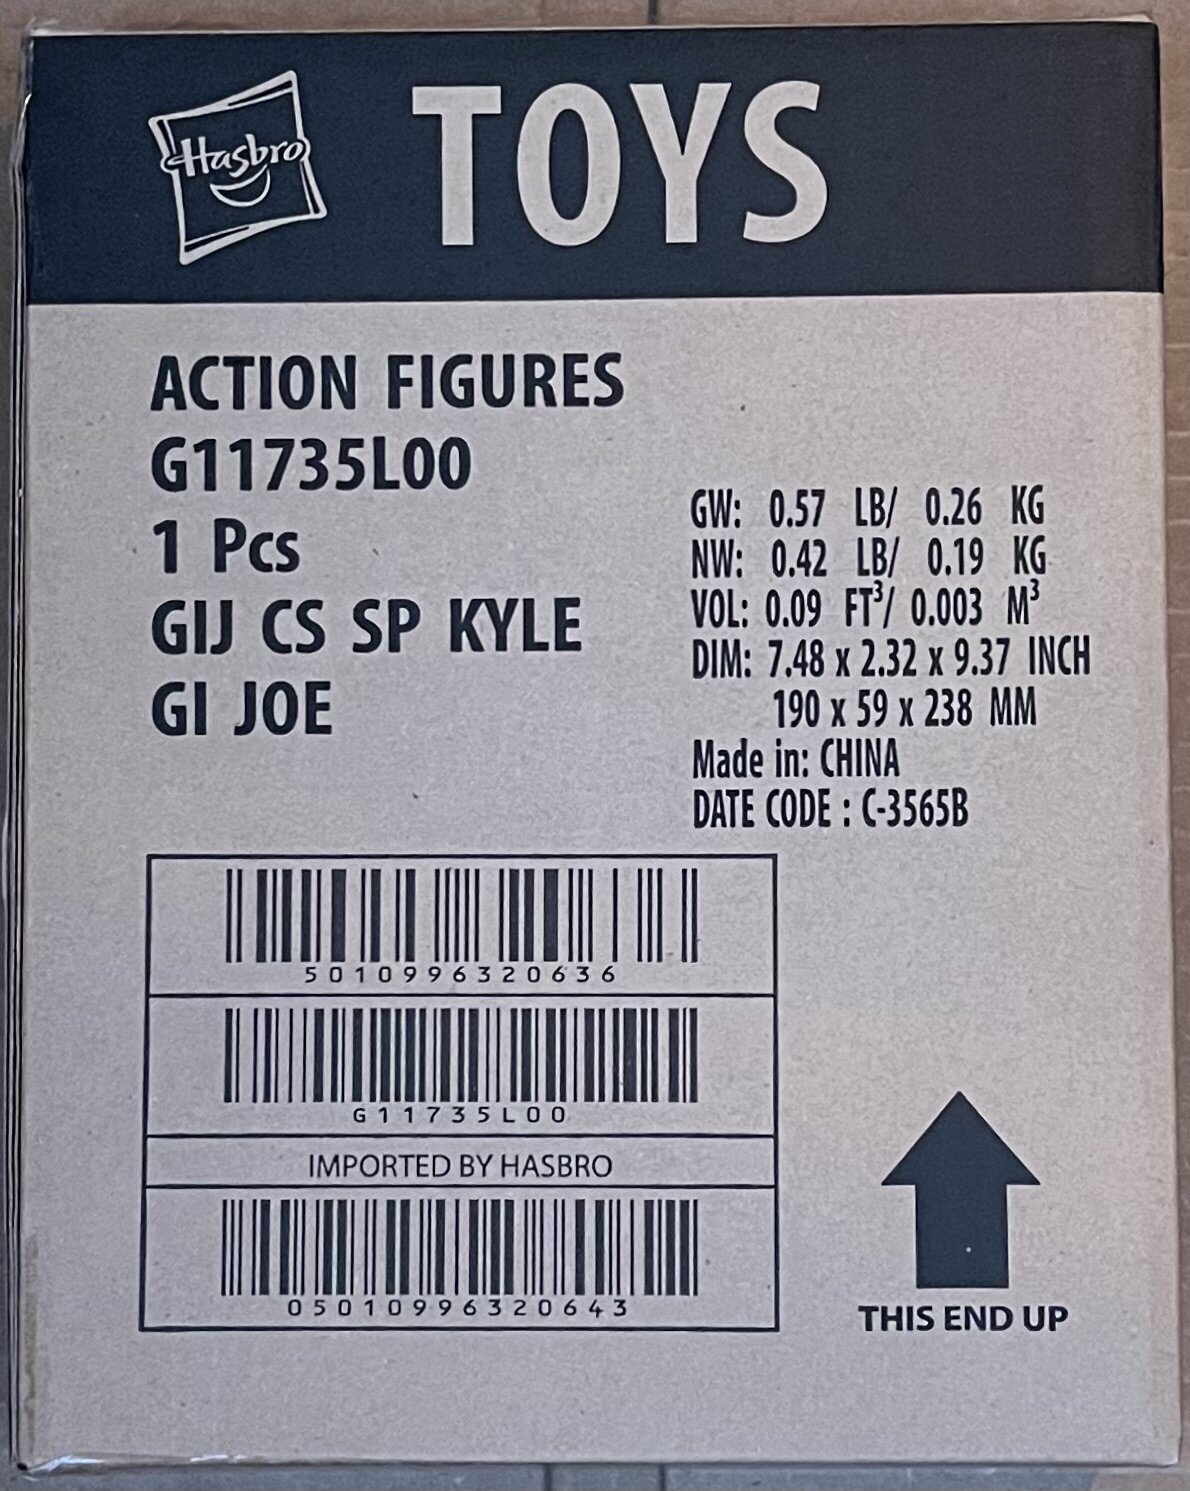 Hasbro
TOYS
ACTION FIGURES
G11735L00
1 Pcs
GIJ CS SP KYLE
GI JOE
GW: 0.57 LB/ 0.26 KG
NW: 0.42 LB/ 0.19 KG
VOL: 0.09 FT³/ 0.003 M³
DIM: 7.48 x 2.32 x 9.37 INCH
190 x 59 x 238 MM
Made in: CHINA
DATE CODE : C-3565B
5010996320636
G11735L00
IMPORTED BY HASBRO
05010996320643
THIS END UP